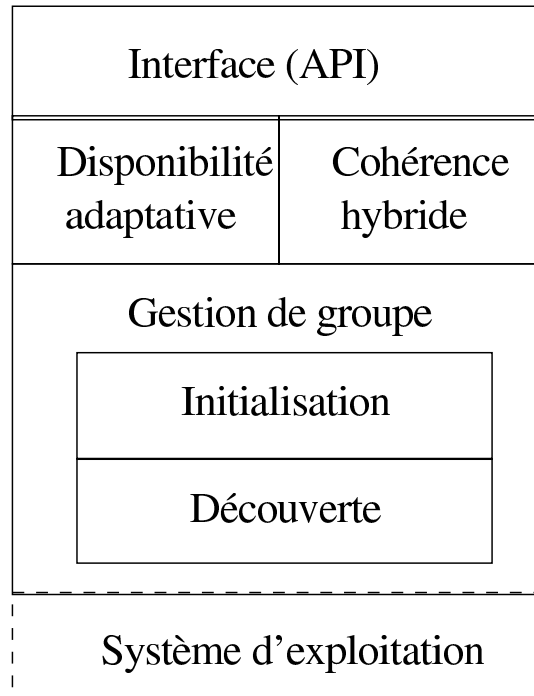 Interface (API)
Disponibilité
adaptative
Cohérence
hybride
Gestion de groupe
Initialisation
Découverte
Système d'exploitation